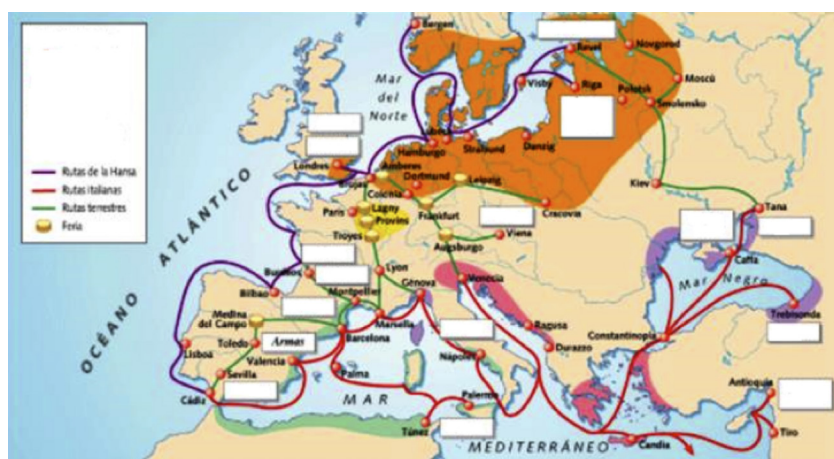 Bergen
Mar
del
Norte
Visby
Revel
Riga
Novgorod
Polotsk
Moscú
Smolensko
Lübeck
Hamburgo
Stralsund
Danzig
Londres
Amberes
Brujas
Dortmund
Colonia
Leipzig
Frankfurt
Cracovia
Kiev
Rutas de la Hansa
Rutas italianas
Rutas terrestres
Feria
OCÉANO ATLÁNTICO
París
Lagny
Provins
Troyes
Augsburgo
Viena
Tana
Caffa
Mar Negro
Trebisonda
Burdeos
Lyon
Génova
Venecia
Bilbao
Montpellier
Marsella
Medina
del Campo
Toledo
Armas
Barcelona
Ragusa
Durazzo
Constantinopla
Lisboa
Valencia
Sevilla
Palma
Nápoles
Antioquía
Cádiz
MAR
Palermo
Túnez
MEDITERRÁNEO
Candia
Tiro